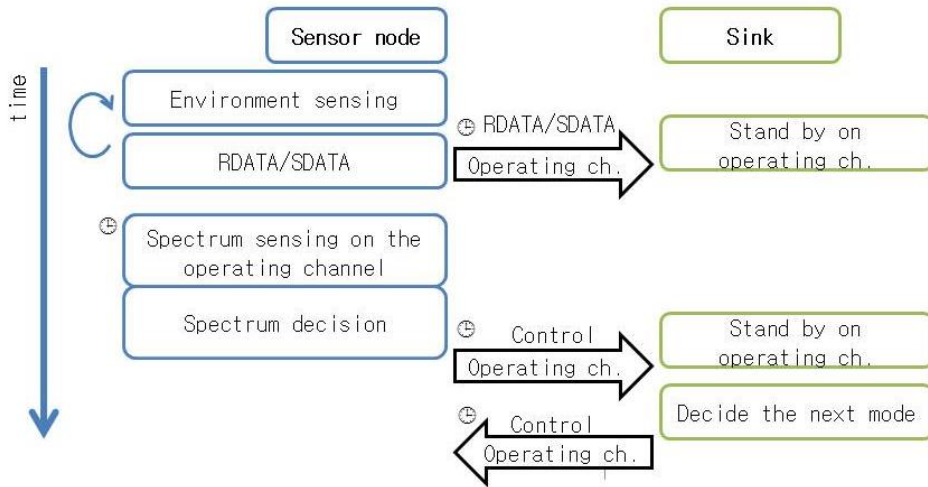 Sensor node
Sink
time
Environment sensing
RDATA/SDATA
RDATA/SDATA
Operating ch.
Stand by on
operating ch.
Spectrum sensing on the
operating channel
Spectrum decision
Control
Operating ch.
Stand by on
operating ch.
Decide the next mode
Control
Operating ch.